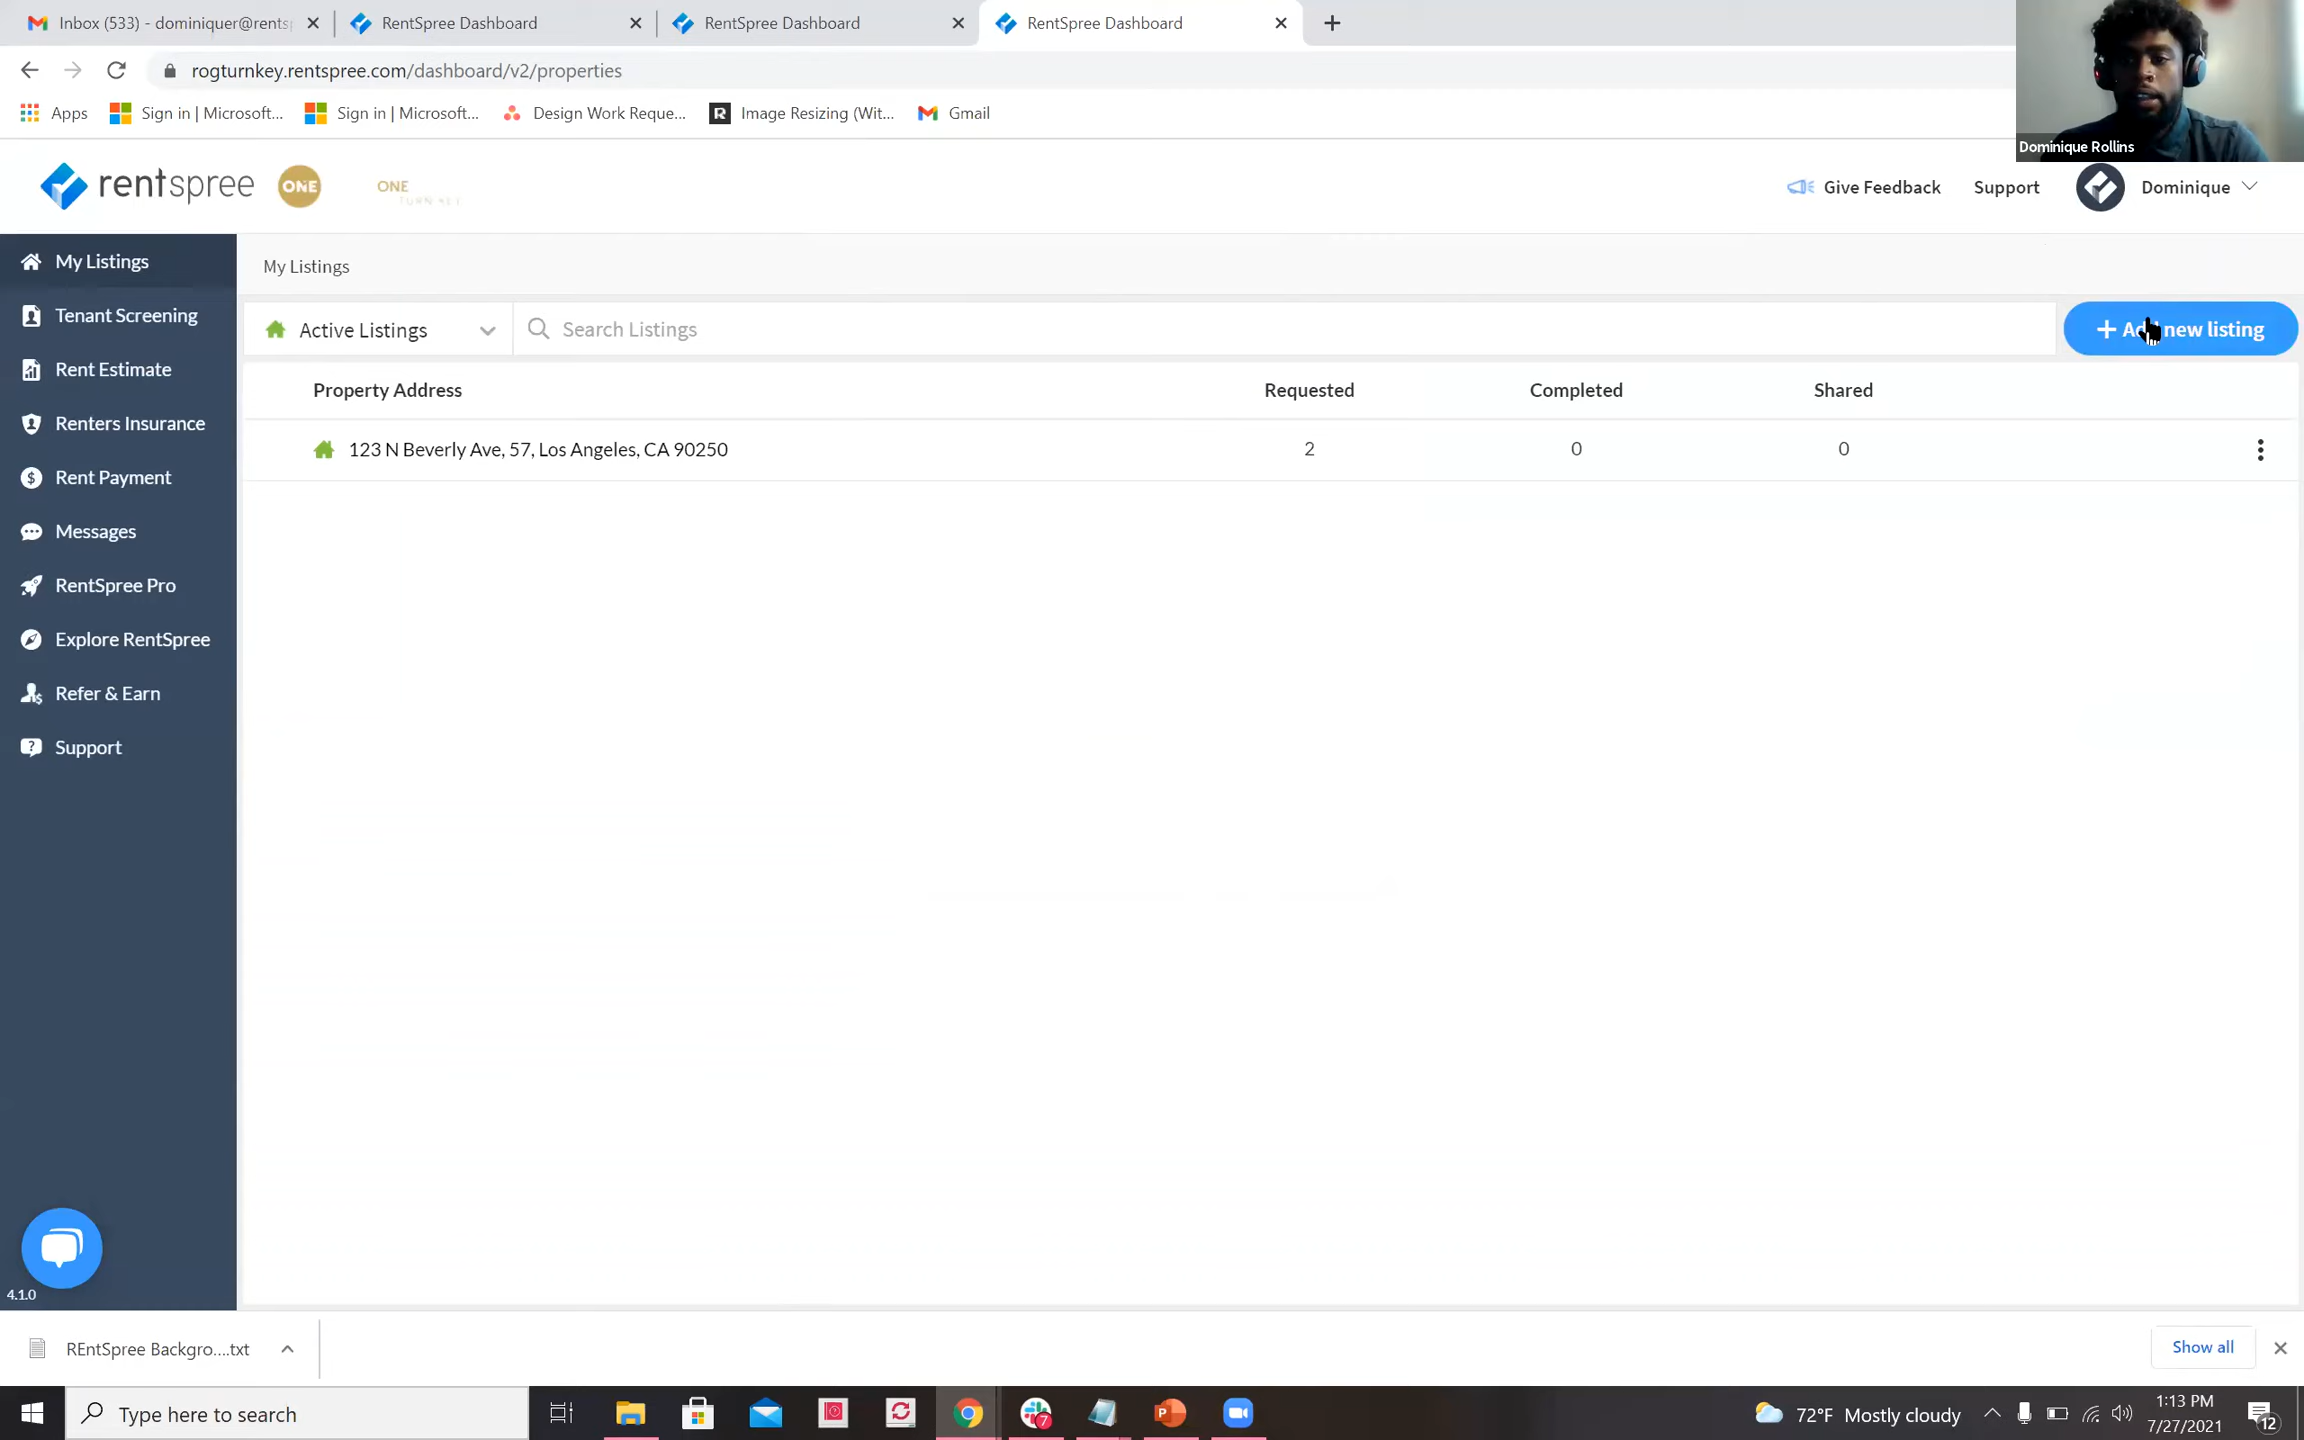 Inbox (533) - dominiquer@rents
RentSpree Dashboard
RentSpree Dashboard
RentSpree Dashboard
rogturnkey.rentspree.com/dashboard/v2/properties
Apps
Sign in | Microsoft...
Sign in | Microsoft...
Design Work Reque...
Image Resizing (Wit...
Gmail
Dominique Rollins
rentspree
ONE
ONE
TURN KEY
Give Feedback
Support
Dominique
My Listings
Tenant Screening
Rent Estimate
Renters Insurance
Rent Payment
Messages
RentSpree Pro
Explore RentSpree
Refer & Earn
Support
4.1.0
My Listings
Active Listings
Search Listings
+ Add new listing
Property Address Requested Completed Shared
123 N Beverly Ave, 57, Los Angeles, CA 90250 2 0 0
REntSpree Backgro....txt
Show all
Type here to search
7
72°F Mostly cloudy
1:13 PM
7/27/2021
12